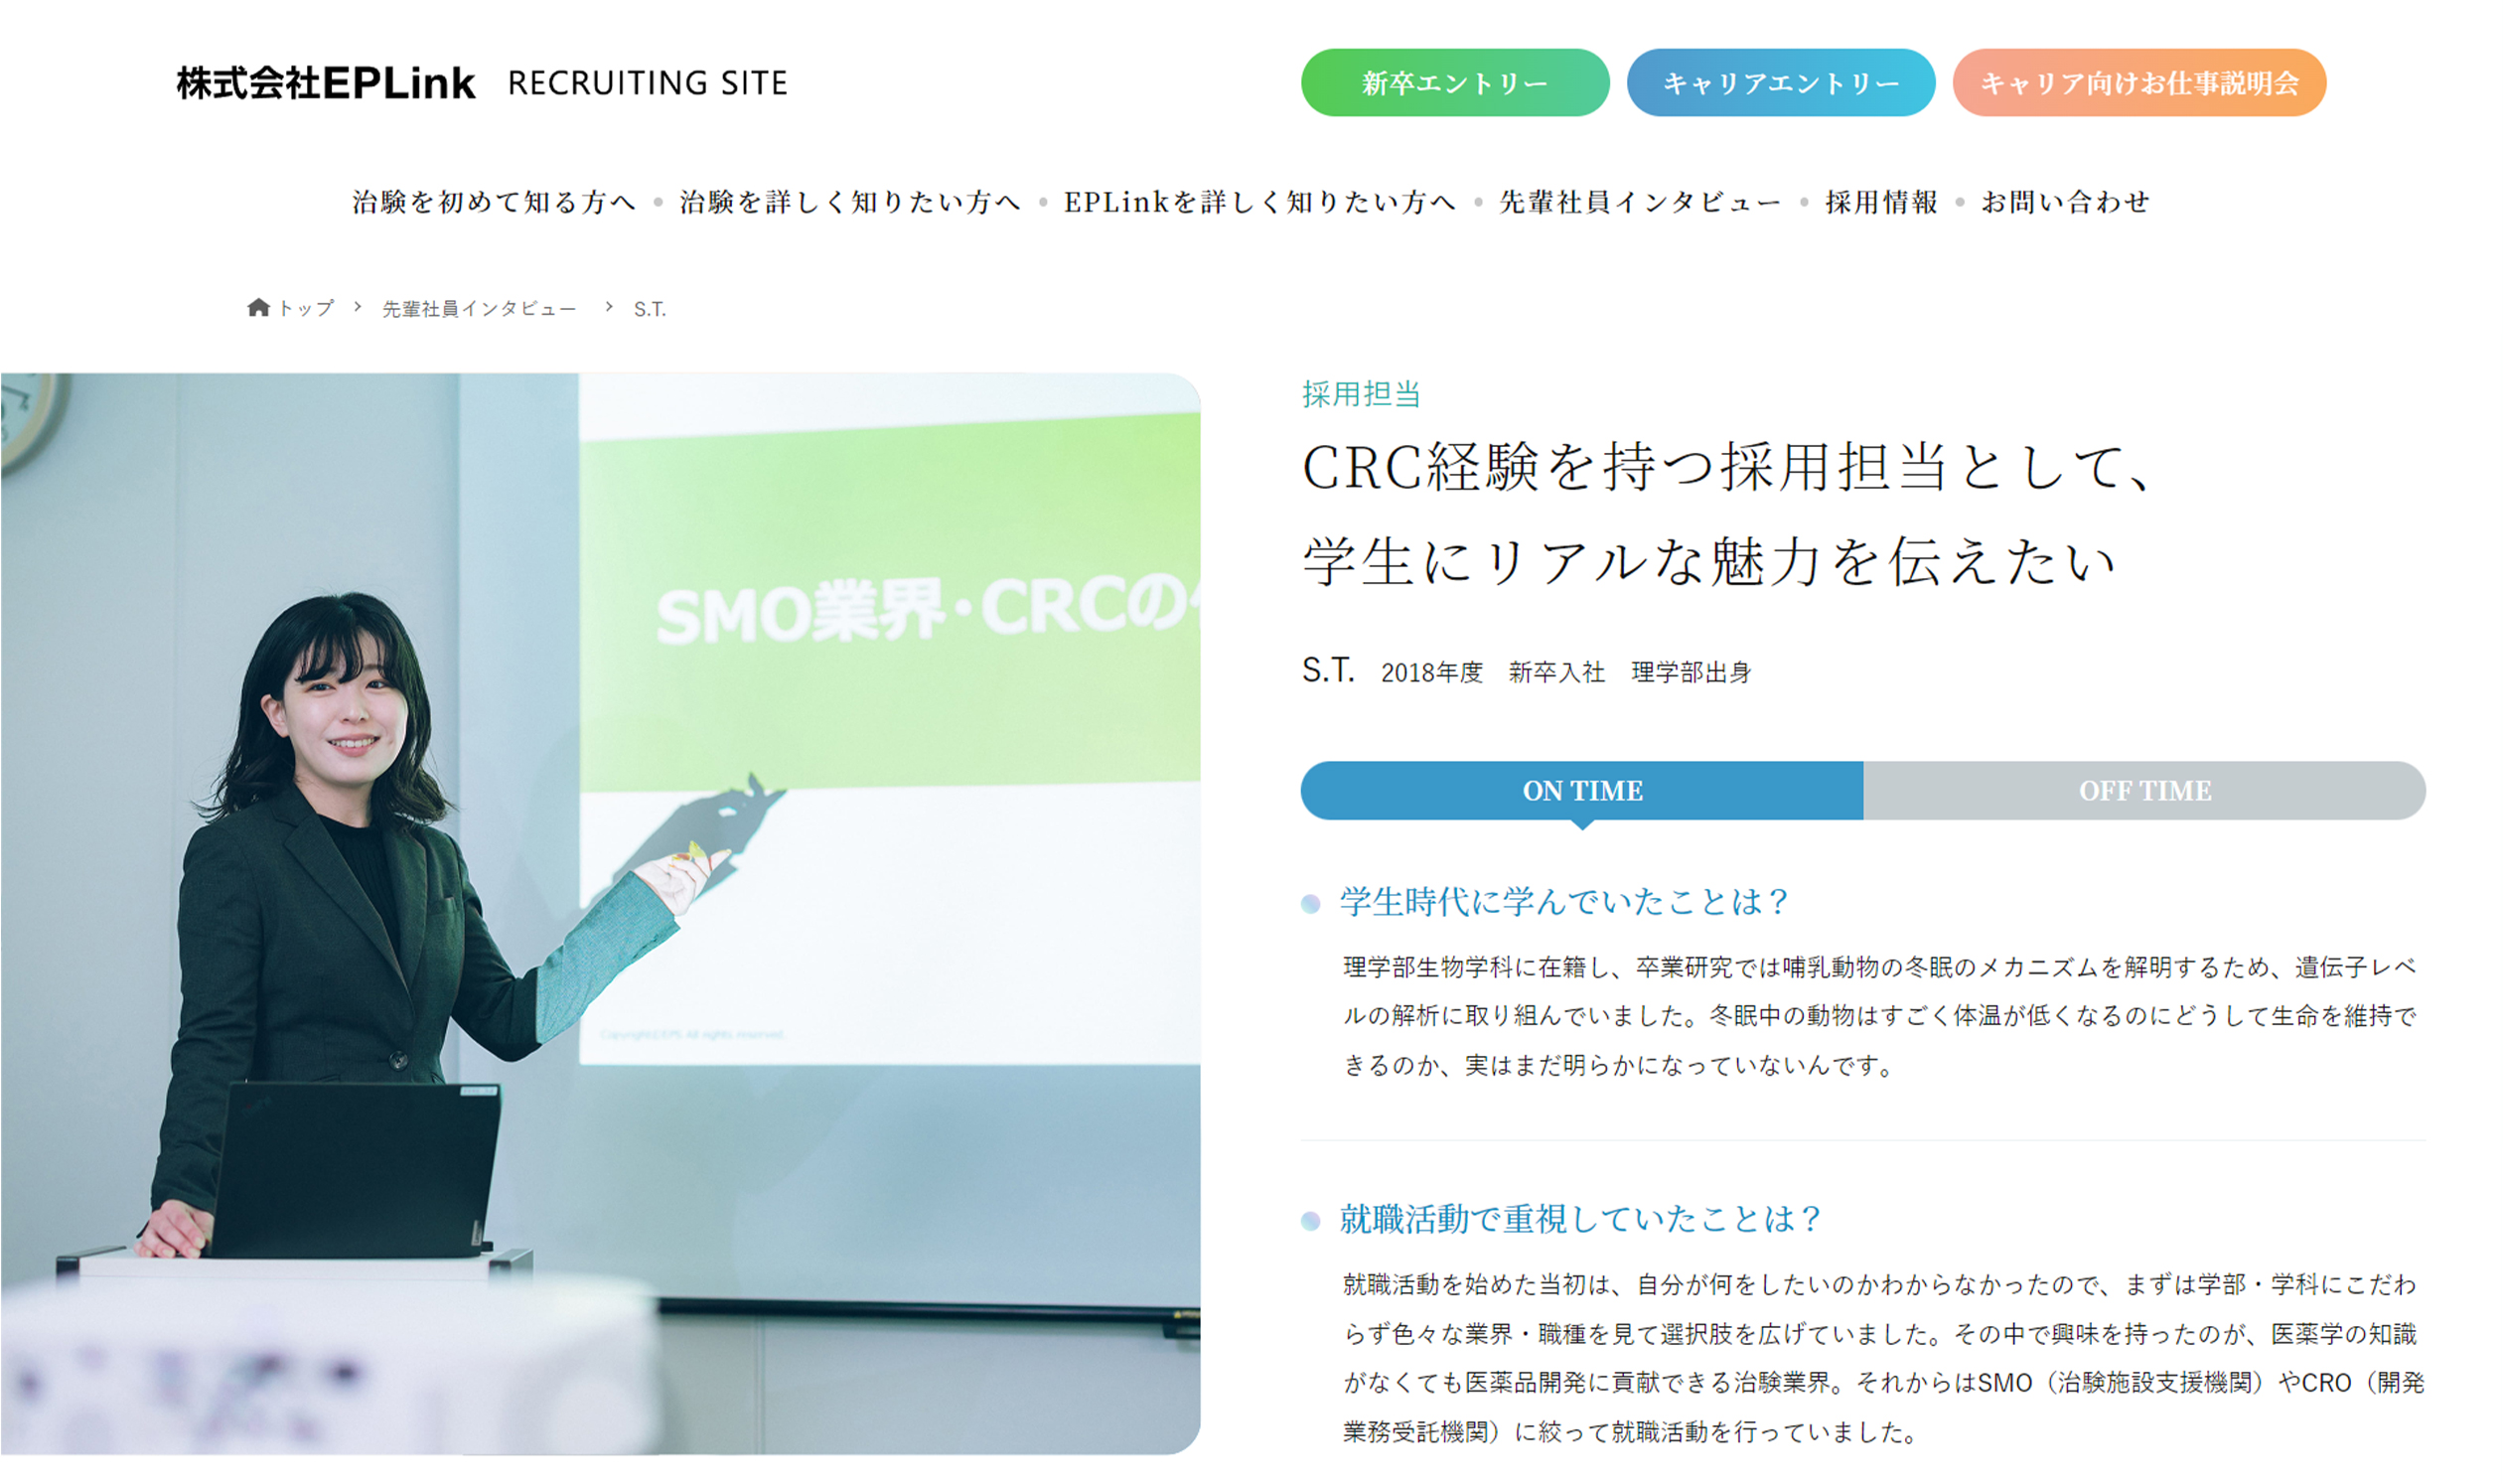 株式会社EPLink RECRUITING SITE
新卒エントリー
キャリアエントリー
キャリア向けお仕事説明会
治験を初めて知る方へ ● 治験を詳しく知りたい方へ ● EPLinkを詳しく知りたい方へ ● 先輩社員インタビュー ● 採用情報 ● お問い合わせ
トップ > 先輩社員インタビュー > S.T.
SMO業界・CRCの
Copyright©EPS All rights reserved.
採用担当
CRC経験を持つ採用担当として、
学生にリアルな魅力を伝えたい
S.T. 2018年度　新卒入社　理学部出身
ON TIME
OFF TIME
学生時代に学んでいたことは？
理学部生物学科に在籍し、卒業研究では哺乳動物の冬眠のメカニズムを解明するため、遺伝子レベ
ルの解析に取り組んでいました。冬眠中の動物はすごく体温が低くなるのにどうして生命を維持で
きるのか、実はまだ明らかになっていないんです。
就職活動で重視していたことは？
就職活動を始めた当初は、自分が何をしたいのかわからなかったので、まずは学部・学科にこだわ
らず色々な業界・職種を見て選択肢を広げていました。その中で興味を持ったのが、医薬学の知識
がなくても医薬品開発に貢献できる治験業界。それからはSMO（治験施設支援機関）やCRO（開発
業務受託機関）に絞って就職活動を行っていました。